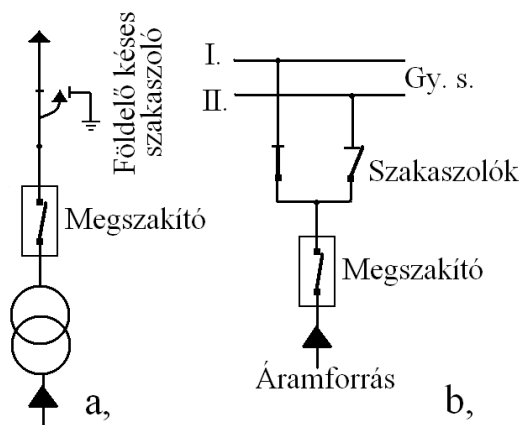 Földelő késes
szakaszoló
Megszakító
a,
I.
II.
Gy. s.
Szakaszolók
Megszakító
Áramforrás
b,